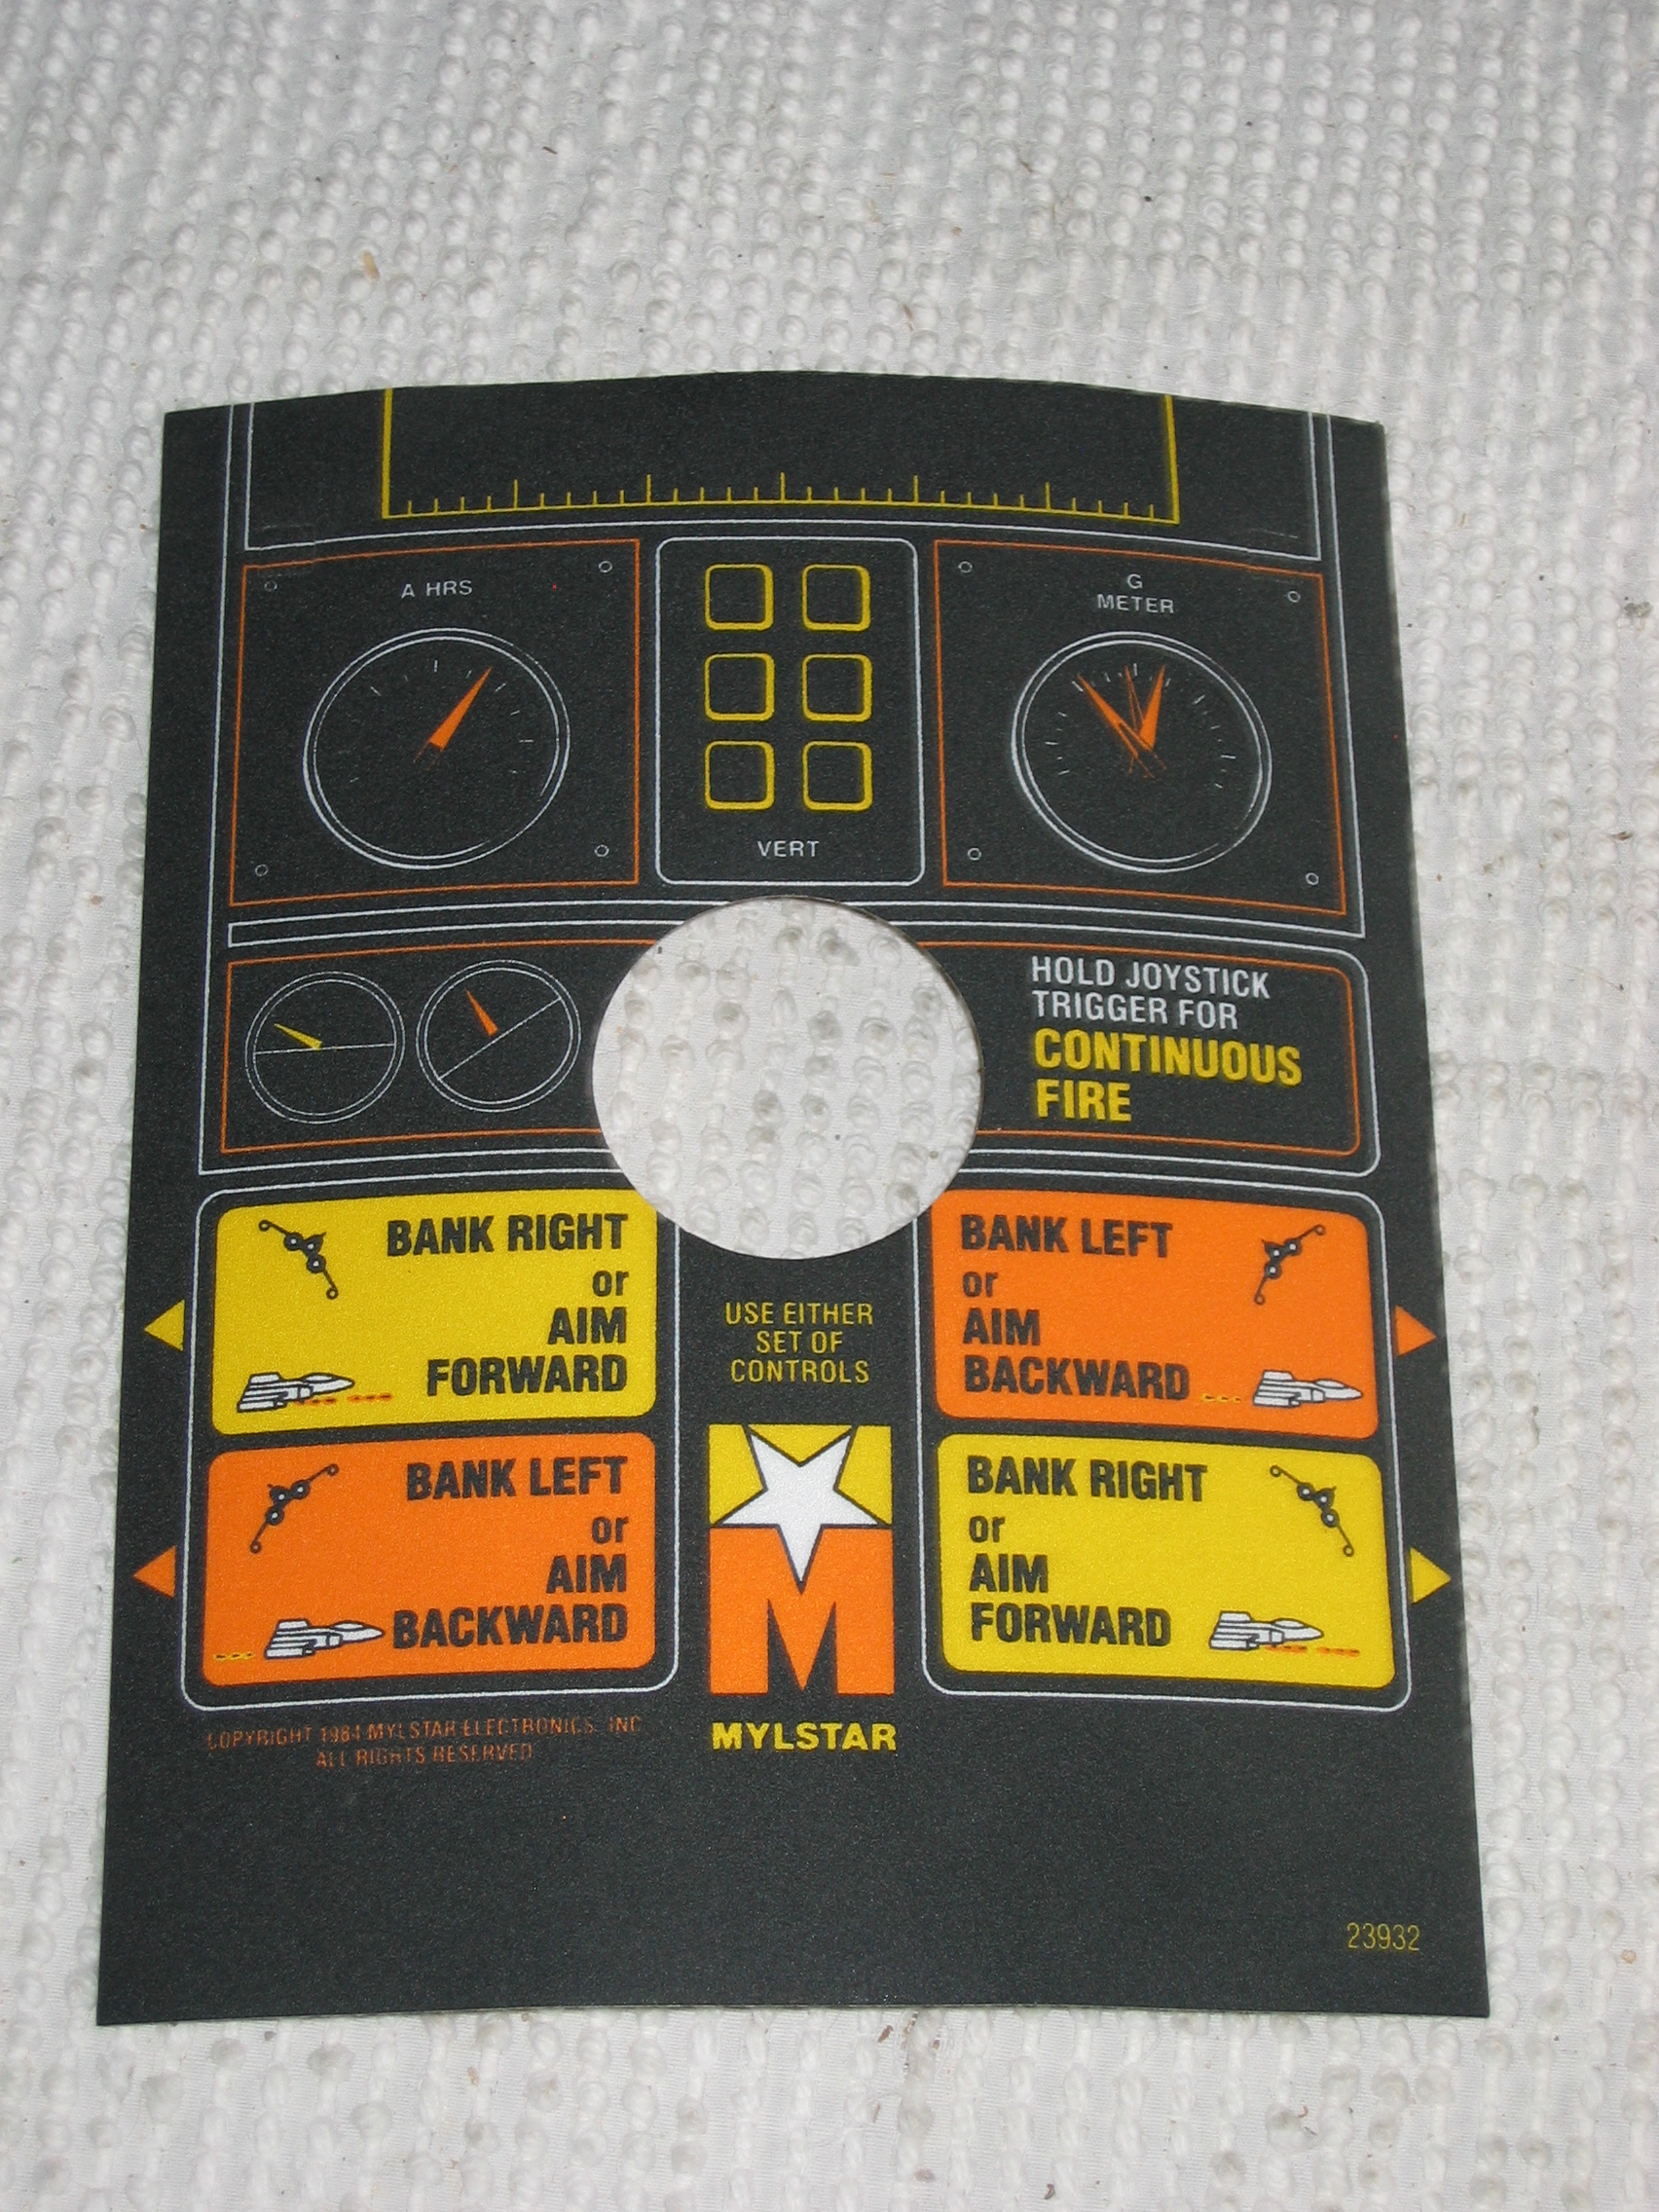 A HRS
G
METER
VERT
HOLD JOYSTICK
TRIGGER FOR
CONTINUOUS
FIRE
BANK RIGHT
or
AIM
FORWARD
BANK LEFT
or
AIM
BACKWARD
USE EITHER
SET OF
CONTROLS
BANK LEFT
or
AIM
BACKWARD
BANK RIGHT
or
AIM
FORWARD
M
MYLSTAR
COPYRIGHT 1984 MYLSTAR ELECTRONICS, INC
ALL RIGHTS RESERVED
23932